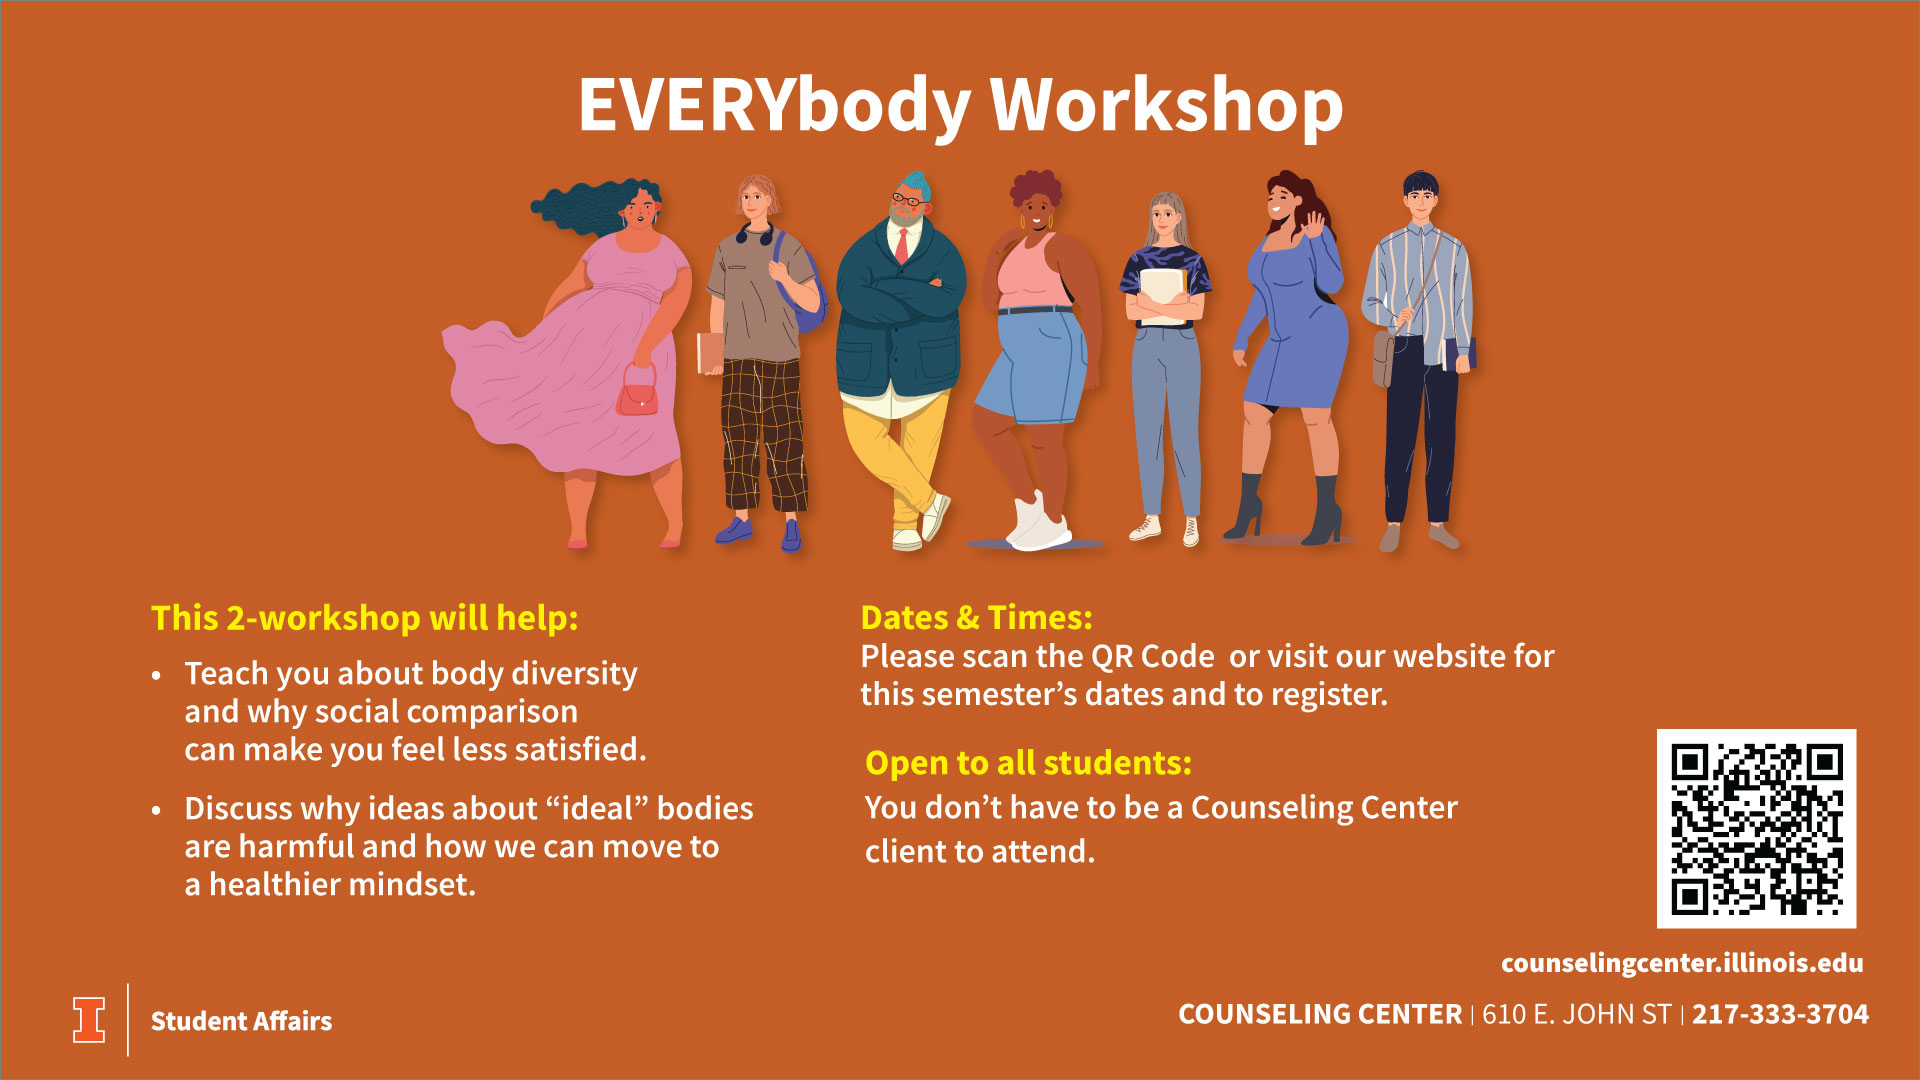 EVERYbody Workshop
This 2-workshop will help:
• Teach you about body diversity
and why social comparison
can make you feel less satisfied.
• Discuss why ideas about “ideal” bodies
are harmful and how we can move to
a healthier mindset.
Dates & Times:
Please scan the QR Code or visit our website for
this semester’s dates and to register.
Open to all students:
You don’t have to be a Counseling Center
client to attend.
counselingcenter.illinois.edu
COUNSELING CENTER | 610 E. JOHN ST | 217-333-3704
I | Student Affairs